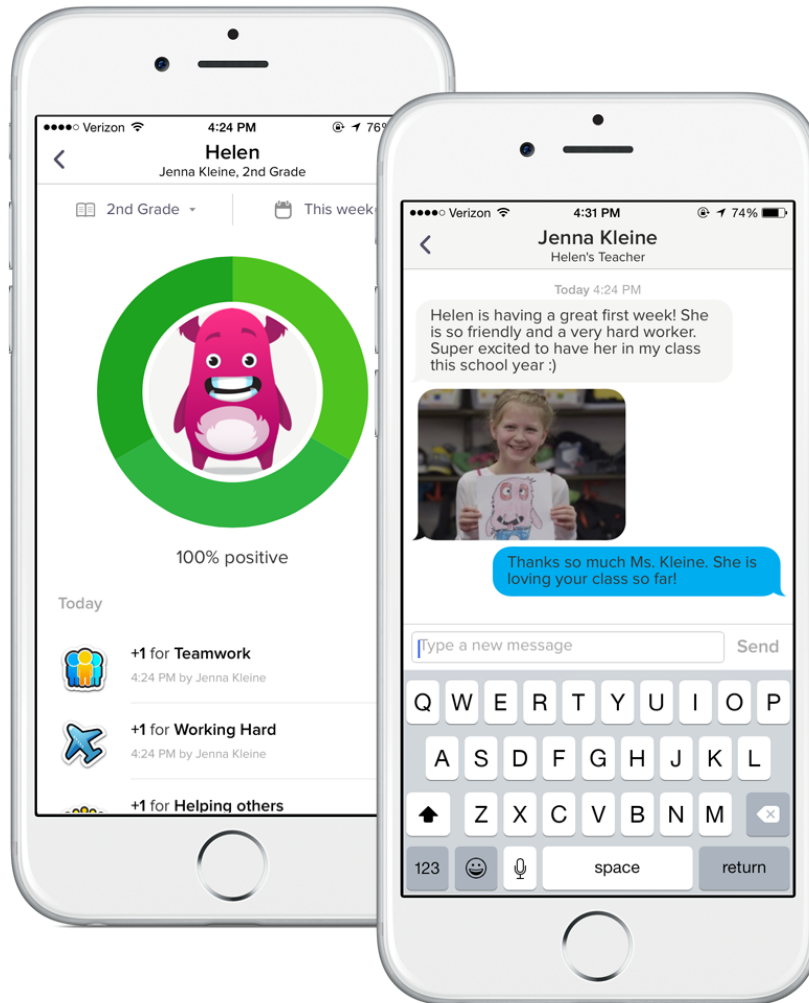 Verizon 4:24 PM 76%
Helen
Jenna Kleine, 2nd Grade
2nd Grade This week
100% positive
Today
+1 for Teamwork
4:24 PM by Jenna Kleine
+1 for Working Hard
4:24 PM by Jenna Kleine
+1 for Helping others
Verizon 4:31 PM 74%
Jenna Kleine
Helen's Teacher
Today 4:24 PM
Helen is having a great first week! She
is so friendly and a very hard worker.
Super excited to have her in my class
this school year :)
Thanks so much Ms. Kleine. She is
loving your class so far!
Type a new message Send
Q W E R T Y U I O P
A S D F G H J K L
Z X C V B N M
123 space return